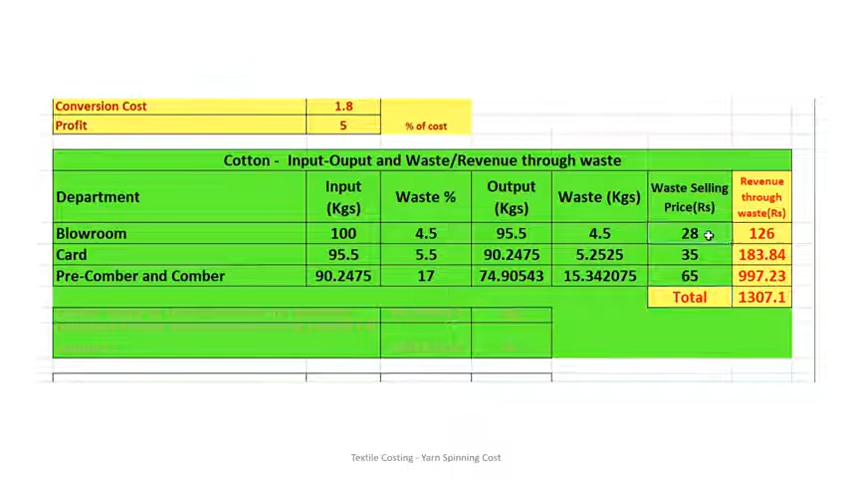 Conversion Cost 1.8
Profit 5 % of cost
Cotton - Input-Ouput and Waste/Revenue through waste
Department Input (Kgs) Waste % Output (Kgs) Waste (Kgs) Waste Selling Price(Rs) Revenue through waste(Rs)
Blowroom 100 4.5 95.5 4.5 28 126
Card 95.5 5.5 90.2475 5.2525 35 183.84
Pre-Comber and Comber 90.2475 17 74.90543 15.342075 65 997.23
Total 1307.1
Textile Costing - Yarn Spinning Cost